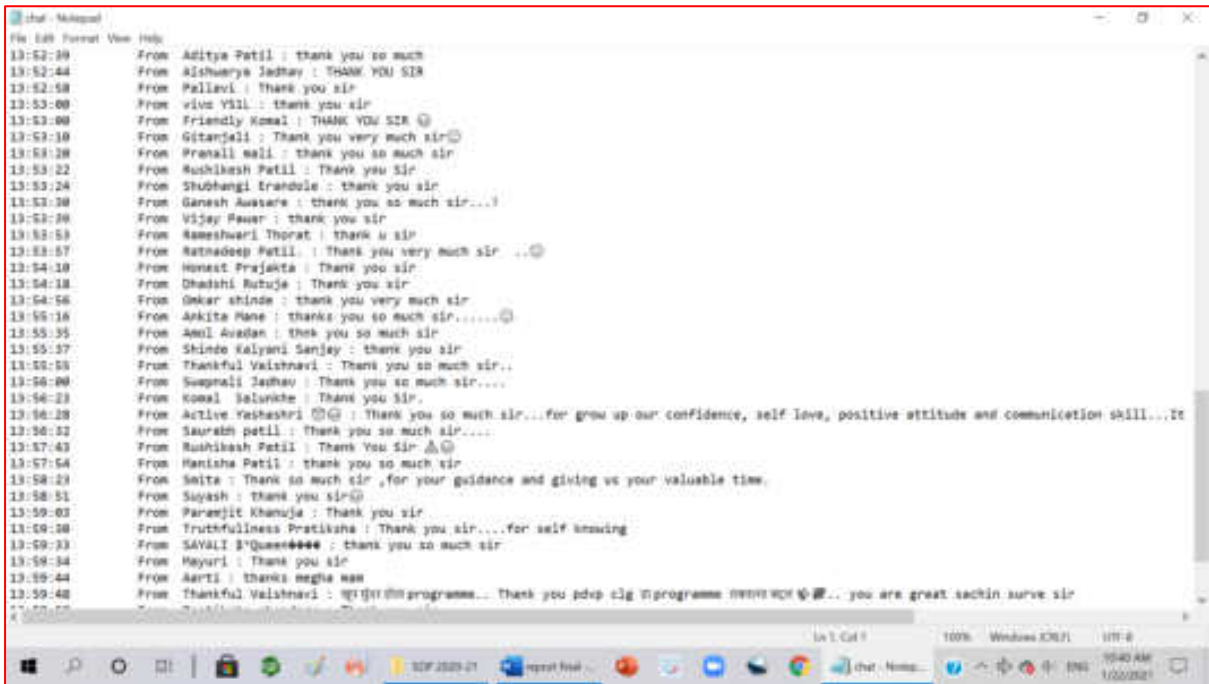 chat - Notepad
File Edit Format View Help
13:52:39 From Aditya Patil : thank you so much
13:52:44 From Aishwarya Jadhav : THANK YOU SIR
13:52:58 From Pallavi : Thank you sir
13:53:00 From vivo Y51L : thank you sir
13:53:00 From Friendly Komal : THANK YOU SIR
13:53:10 From Gitanjali : Thank you very much sir
13:53:20 From Pranali mali : thank you so much sir
13:53:22 From Rushikesh Patil : Thank you Sir
13:53:24 From Shubhangi Erandole : thank you sir
13:53:30 From Ganesh Awasare : thank you so much sir...!
13:53:39 From Vijay Pawar : thank you sir
13:53:53 From Rameshwari Thorat : thank u sir
13:53:57 From Ratnadeep Patil. : Thank you very much sir ..
13:54:10 From Honest Prajakta : Thank you sir
13:54:18 From Dhadshi Rutuja : Thank you sir
13:54:56 From Omkar shinde : thank you very much sir
13:55:16 From Ankita Mane : thanks you so much sir......
13:55:35 From Amol Avadan : thnk you so much sir
13:55:37 From Shinde Kalyani Sanjay : thank you sir
13:55:55 From Thankful Vaishnavi : Thank you so much sir..
13:56:00 From Swapnali Jadhav : Thank you so much sir....
13:56:23 From Komal Salunkhe : Thank you Sir.
13:56:28 From Active Yashashri : Thank you so much sir...for grow up our confidence, self love, positive attitude and communication skill...It
13:56:32 From Saurabh patil : Thank you so much sir....
13:57:43 From Rushikesh Patil : Thank You Sir
13:57:54 From Manisha Patil : thank you so much sir
13:58:23 From Smita : Thank so much sir ,for your guidance and giving us your valuable time.
13:58:51 From Suyash : thank you sir
13:59:03 From Paramjit Khanuja : Thank you sir
13:59:30 From Truthfullness Pratiksha : Thank you sir....for self knowing
13:59:33 From SAYALI $*Queen���� : thank you so much sir
13:59:34 From Mayuri : Thank you sir
13:59:44 From Aarti : thanks megha mam
13:59:48 From Thankful Vaishnavi : programme.. Thank you pdvp clg programme .. you are great sachin surve sir
Ln 1, Col 1 100% Windows (CRLF) UTF-8
SDF 2020-21 report final - chat - Notep... ENG 10:40 AM
1/22/2021